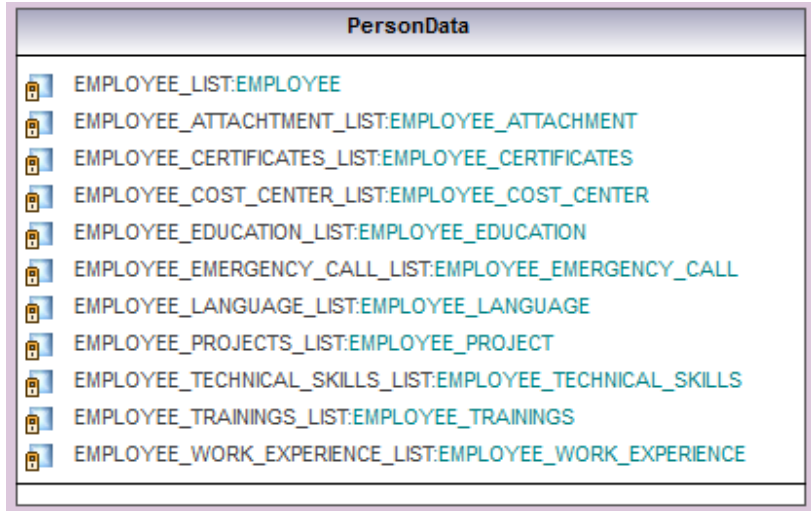 PersonData
EMPLOYEE_LIST:EMPLOYEE
EMPLOYEE_ATTACHTMENT_LIST:EMPLOYEE_ATTACHMENT
EMPLOYEE_CERTIFICATES_LIST:EMPLOYEE_CERTIFICATES
EMPLOYEE_COST_CENTER_LIST:EMPLOYEE_COST_CENTER
EMPLOYEE_EDUCATION_LIST:EMPLOYEE_EDUCATION
EMPLOYEE_EMERGENCY_CALL_LIST:EMPLOYEE_EMERGENCY_CALL
EMPLOYEE_LANGUAGE_LIST:EMPLOYEE_LANGUAGE
EMPLOYEE_PROJECTS_LIST:EMPLOYEE_PROJECT
EMPLOYEE_TECHNICAL_SKILLS_LIST:EMPLOYEE_TECHNICAL_SKILLS
EMPLOYEE_TRAININGS_LIST:EMPLOYEE_TRAININGS
EMPLOYEE_WORK_EXPERIENCE_LIST:EMPLOYEE_WORK_EXPERIENCE